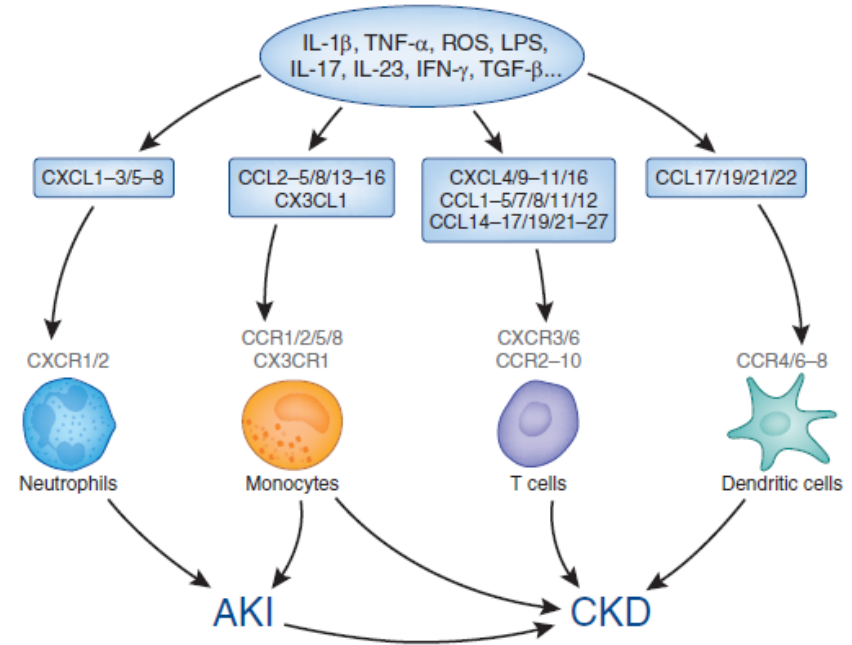 IL-1β, TNF-α, ROS, LPS,
IL-17, IL-23, IFN-γ, TGF-β...
CXCL1–3/5–8
CCL2–5/8/13–16
CX3CL1
CXCL4/9–11/16
CCL1–5/7/8/11/12
CCL14–17/19/21–27
CCL17/19/21/22
CXCR1/2
CCR1/2/5/8
CX3CR1
CXCR3/6
CCR2–10
CCR4/6–8
Neutrophils
Monocytes
T cells
Dendritic cells
AKI
CKD